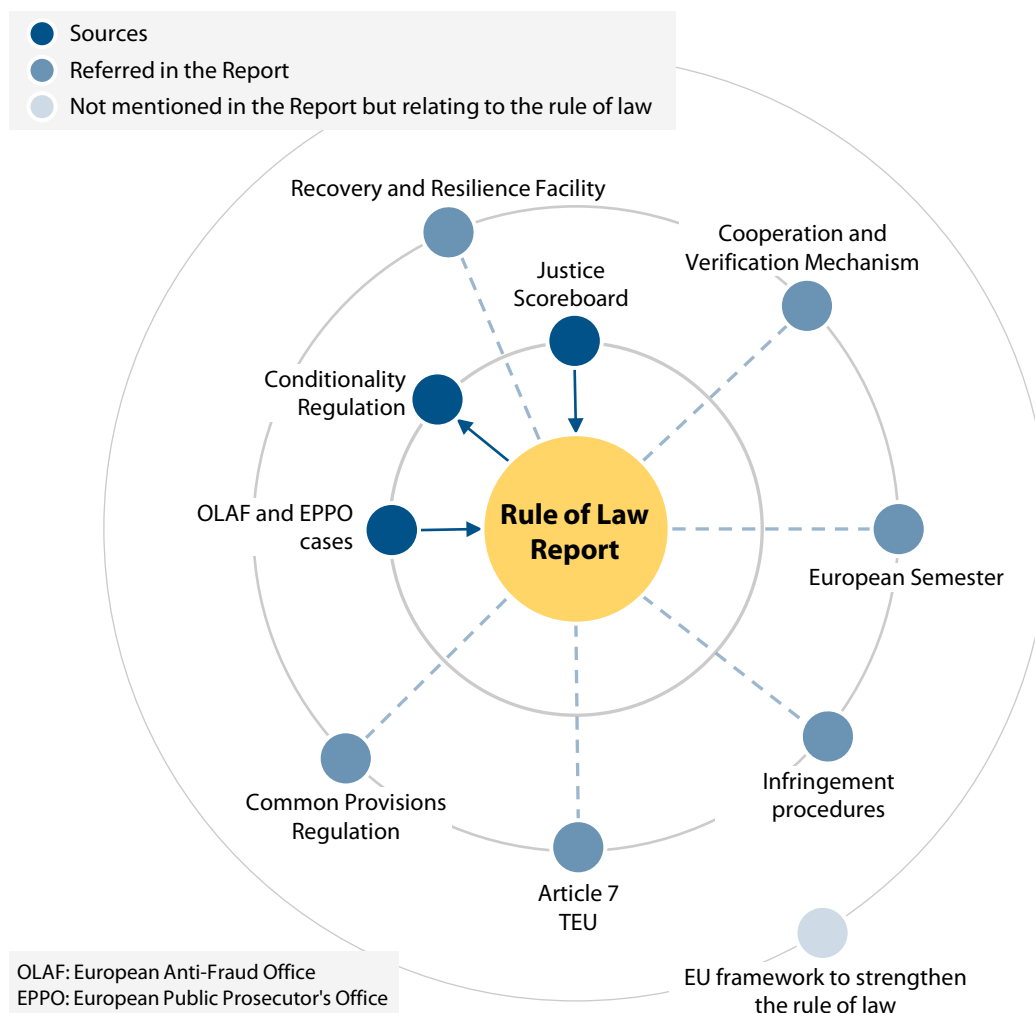 Sources
Referred in the Report
Not mentioned in the Report but relating to the rule of law
Recovery and Resilience Facility
Cooperation and
Verification Mechanism
Justice
Scoreboard
Conditionality
Regulation
OLAF and EPPO
cases
Rule of Law
Report
European Semester
Infringement
procedures
Common Provisions
Regulation
Article 7
TEU
EU framework to strengthen
the rule of law
OLAF: European Anti-Fraud Office
EPPO: European Public Prosecutor's Office